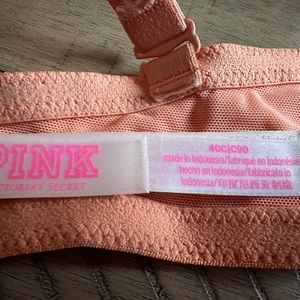 PINK
VICTORIA'S SECRET
40C|C90
made in Indonesia/fabriqué en Indonésie
hecho en Indonesia/fabbricato in
Indonesia/印度尼西亚制造